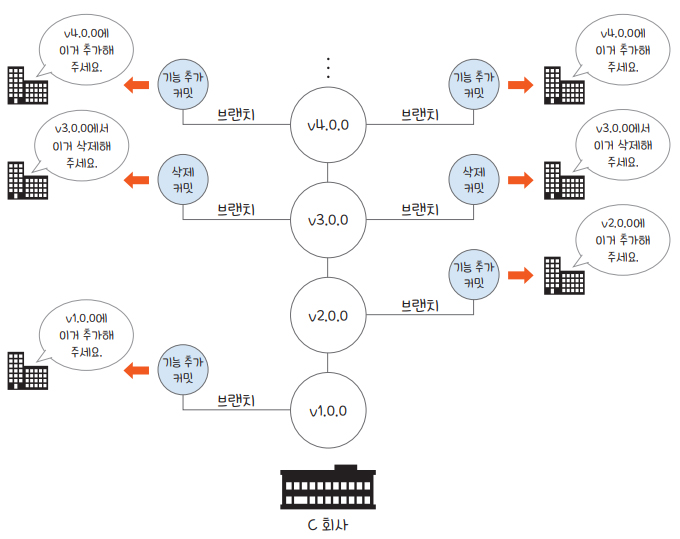 v4.0.0에
이거 추가해
주세요.
기능 추가
커밋
브랜치
v4.0.0
브랜치
기능 추가
커밋
v4.0.0에
이거 추가해
주세요.
v3.0.0에서
이거 삭제해
주세요.
삭제
커밋
브랜치
v3.0.0
브랜치
삭제
커밋
v3.0.0에서
이거 삭제해
주세요.
v2.0.0
브랜치
기능 추가
커밋
v2.0.0에
이거 추가해
주세요.
v1.0.0에
이거 추가해
주세요.
기능 추가
커밋
브랜치
v1.0.0
C 회사